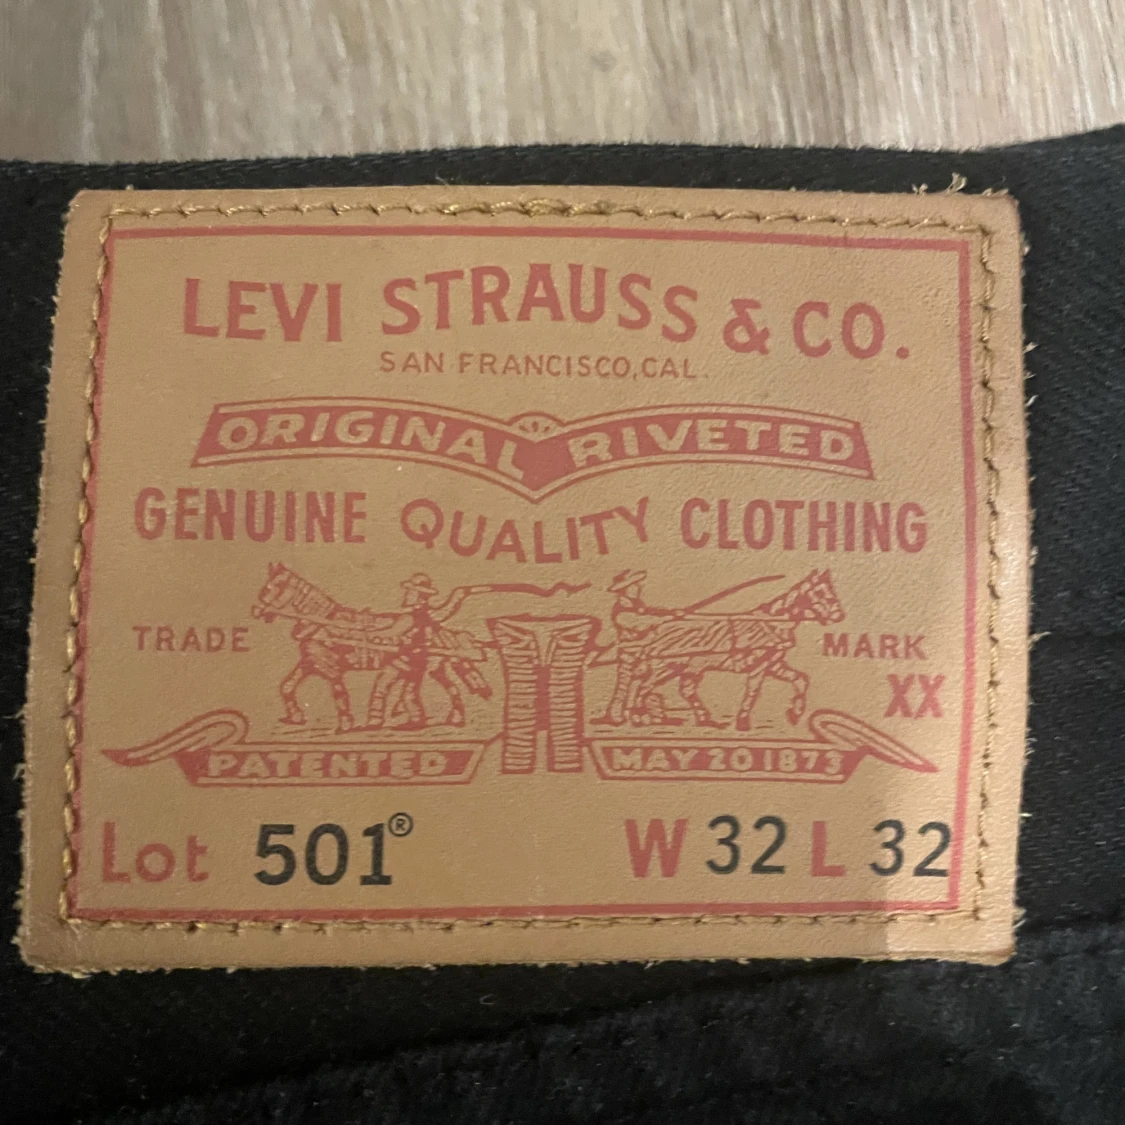 LEVI STRAUSS & CO.
SAN FRANCISCO, CAL.
ORIGINAL RIVETED
GENUINE QUALITY CLOTHING
TRADE MARK
XX
PATENTED MAY 20 1873
Lot 501® W 32 L 32